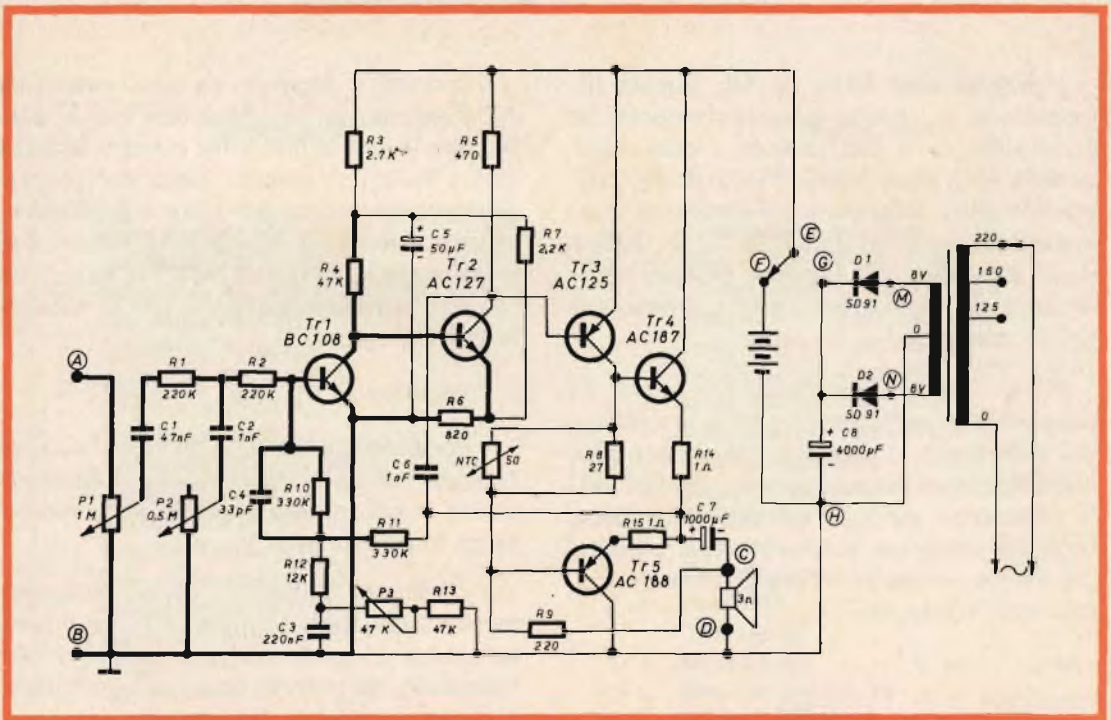 R3
2.7K
R5
470
C5
50µF
+
-
R7
2,2K
R4
47K
Tr2
AC127
Tr3
AC125
Tr4
AC187
Tr1
BC108
E
F
G
D1
SD91
6V
M
220
160
125
0
A
R1
220K
R2
220K
D2
SD91
N
6V
0
R6
820
C1
47nF
C2
1nF
C6
1nF
NTC
50
R8
27
R14
1Ω
+
C8
4000µF
-
H
P1
1M
P2
0,5M
C4
33pF
R10
330K
R11
330K
R15 1Ω
+
C7
1000µF
-
C
Tr5
AC188
3Ω
D
R12
12K
P3
47K
R13
47K
R9
220
C3
220nF
B